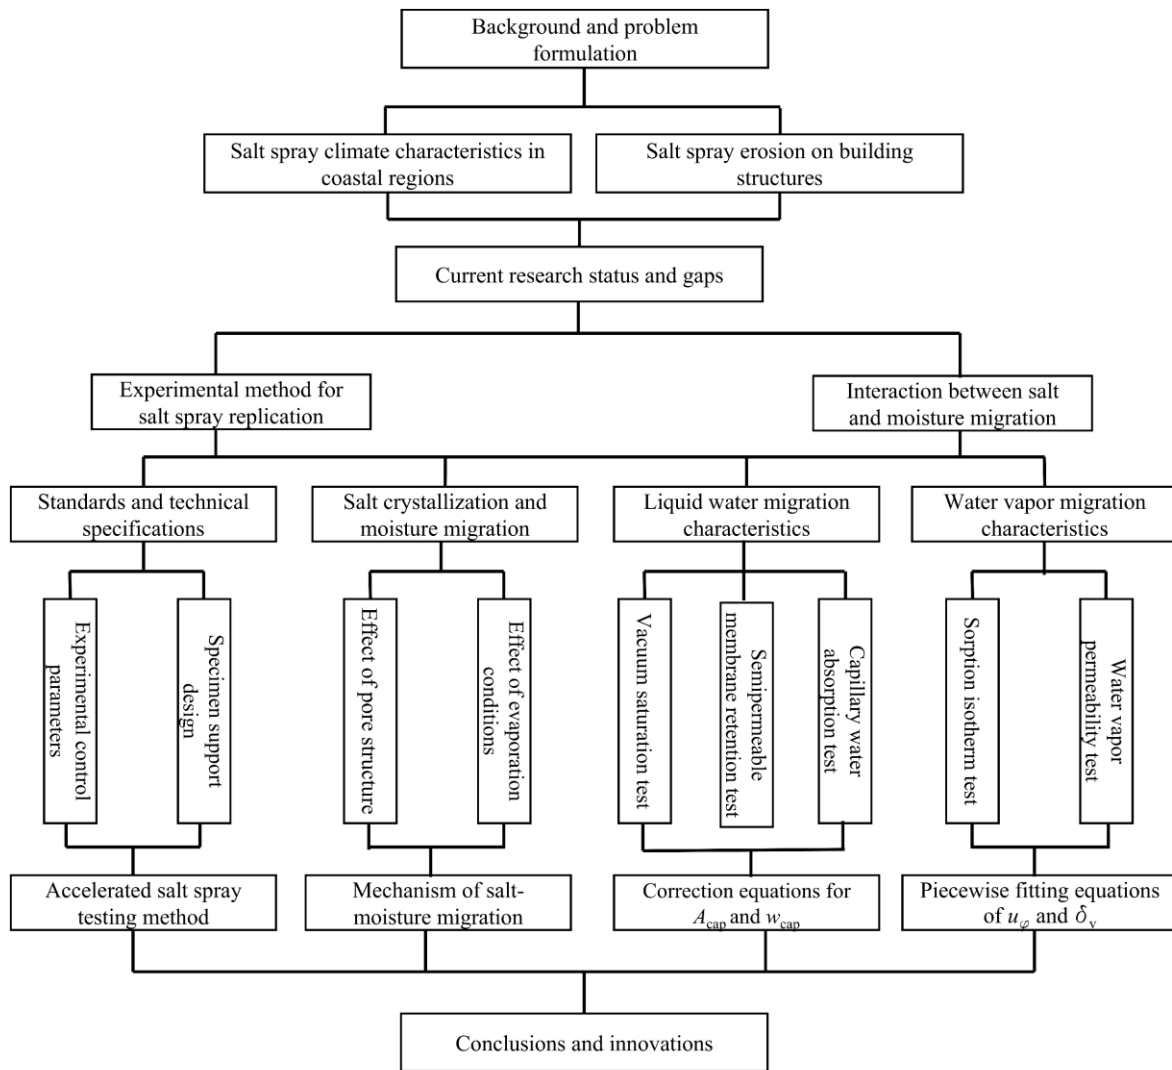 Background and problem
formulation
Salt spray climate characteristics in
coastal regions
Salt spray erosion on building
structures
Current research status and gaps
Experimental method for
salt spray replication
Interaction between salt
and moisture migration
Standards and technical
specifications
Salt crystallization and
moisture migration
Liquid water migration
characteristics
Water vapor migration
characteristics
Experimental control
parameters
Specimen support
design
Effect of pore structure
Effect of evaporation
conditions
Vacuum saturation test
Semipermeable
membrane retention test
Capillary water
absorption test
Sorption isotherm test
Water vapor
permeability test
Accelerated salt spray
testing method
Mechanism of salt-
moisture migration
Correction equations for
A_cap and w_cap
Piecewise fitting equations
of u_φ and δ_v
Conclusions and innovations